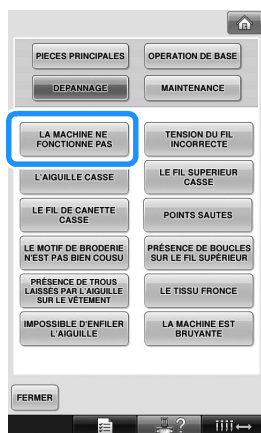 PIECES PRINCIPALES
OPERATION DE BASE
DEPANNAGE
MAINTENANCE
LA MACHINE NE
FONCTIONNE PAS
TENSION DU FIL
INCORRECTE
L'AIGUILLE CASSE
LE FIL SUPERIEUR
CASSE
LE FIL DE CANETTE
CASSE
POINTS SAUTES
LE MOTIF DE BRODERIE
N'EST PAS BIEN COUSU
PRÉSENCE DE BOUCLES
SUR LE FIL SUPÉRIEUR
PRÉSENCE DE TROUS
LAISSÉS PAR L'AIGUILLE
SUR LE VÊTEMENT
LE TISSU FRONCE
IMPOSSIBLE D'ENFILER
L'AIGUILLE
LA MACHINE EST
BRUYANTE
FERMER
?